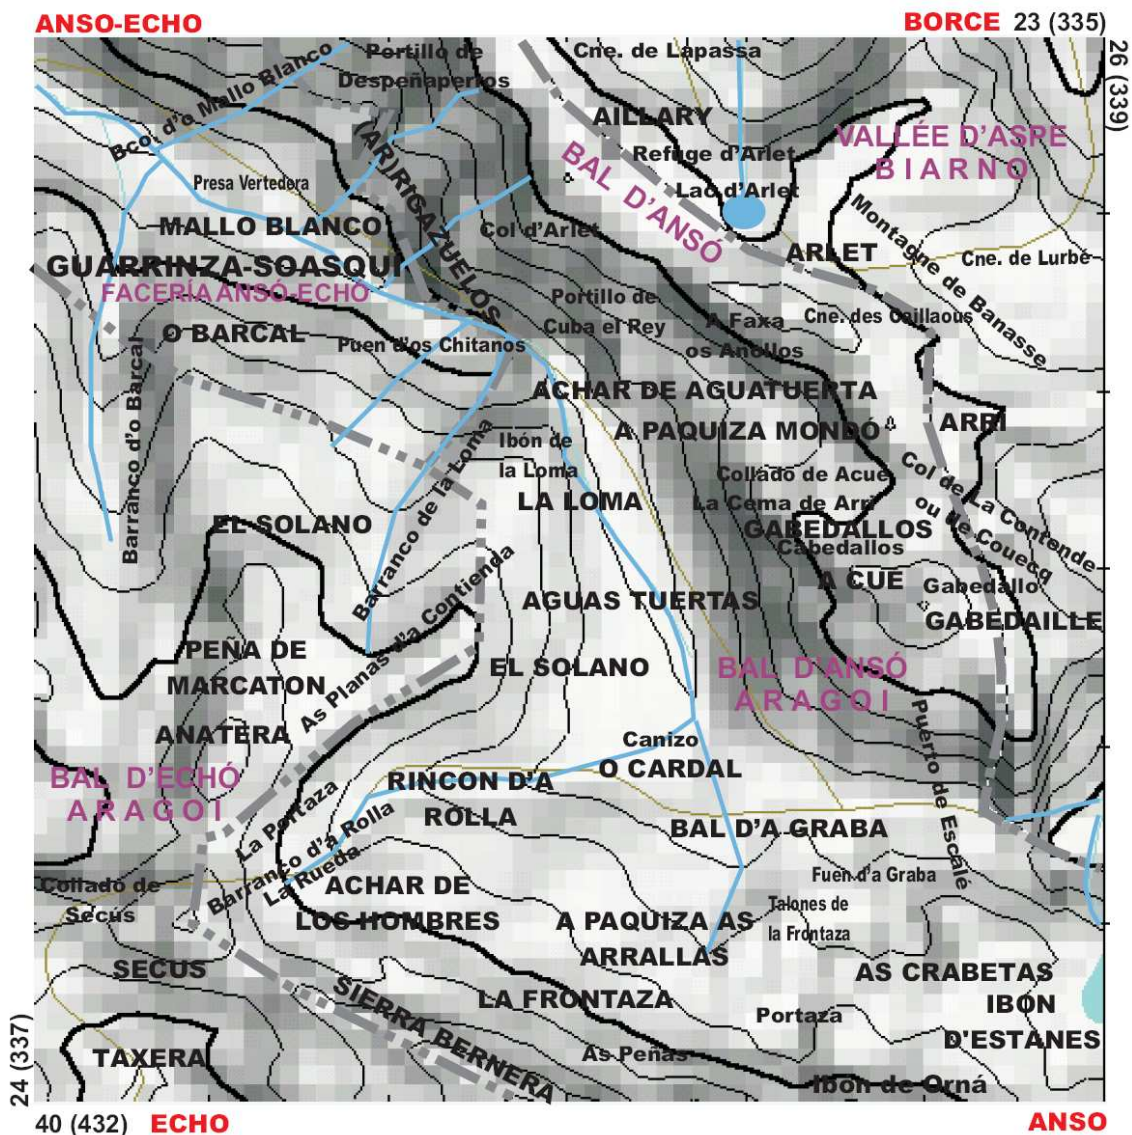 ANSO-ECHO
BORCE 23 (335)
26 (339)
Portillo de
Despeñaperros
Cne. de Lapassa
Bco. d'o Mallo Blanco
AILLARY
VALLÉE D'ASPE
BIARNO
(AR)RIGAZUELOS
Refuge d'Arlet
BAL D'ANSÓ
Presa Vertedera
Lac d'Arlet
MALLO BLANCO
Col d'Arlet
Montagne de Banasse
ARLET
Cne. de Lurbé
GUARRINZA-SOASQUI
FACERÍA ANSÓ-ECHÓ
Portillo de
Cuba el Rey
A Faxa
os Anollos
Cne. des Caillaous
O BARCAL
Puen d'os Chitanos
Barranco d'o Barcal
ACHAR DE AGUATUERTA
A PAQUIZA MONDÓ
ARRI
Ibón de
la Loma
Barranco de la Loma
Collado de Acué
Col de La Contende
ou de Couecq
LA LOMA
La Cema de Arri
EL SOLANO
GABEDALLOS
Cabedallos
A CUE
Gabedallo
AGUAS TUERTAS
GABEDAILLE
PEÑA DE
MARCATON
As Planas d'a Contienda
EL SOLANO
BAL D'ANSÓ
ARAGOI
ANATERA
Puerto de Escalé
Canizo
O CARDAL
BAL D'ECHÓ
ARAGOI
RINCON D'A
ROLLA
La Portaza
Barranco d'a Rolla
La Rueda
BAL D'A GRABA
Fuen d'a Graba
Collado de
Secús
ACHAR DE
LOS HOMBRES
Talones de
la Frontaza
A PAQUIZA AS
ARRALLAS
SECUS
AS CRABETAS
SIERRA BERNERA
LA FRONTAZA
IBON
D'ESTANES
Portaza
TAXERA
As Peñas
Ibon de Orná
24 (337)
40 (432) ECHO
ANSO